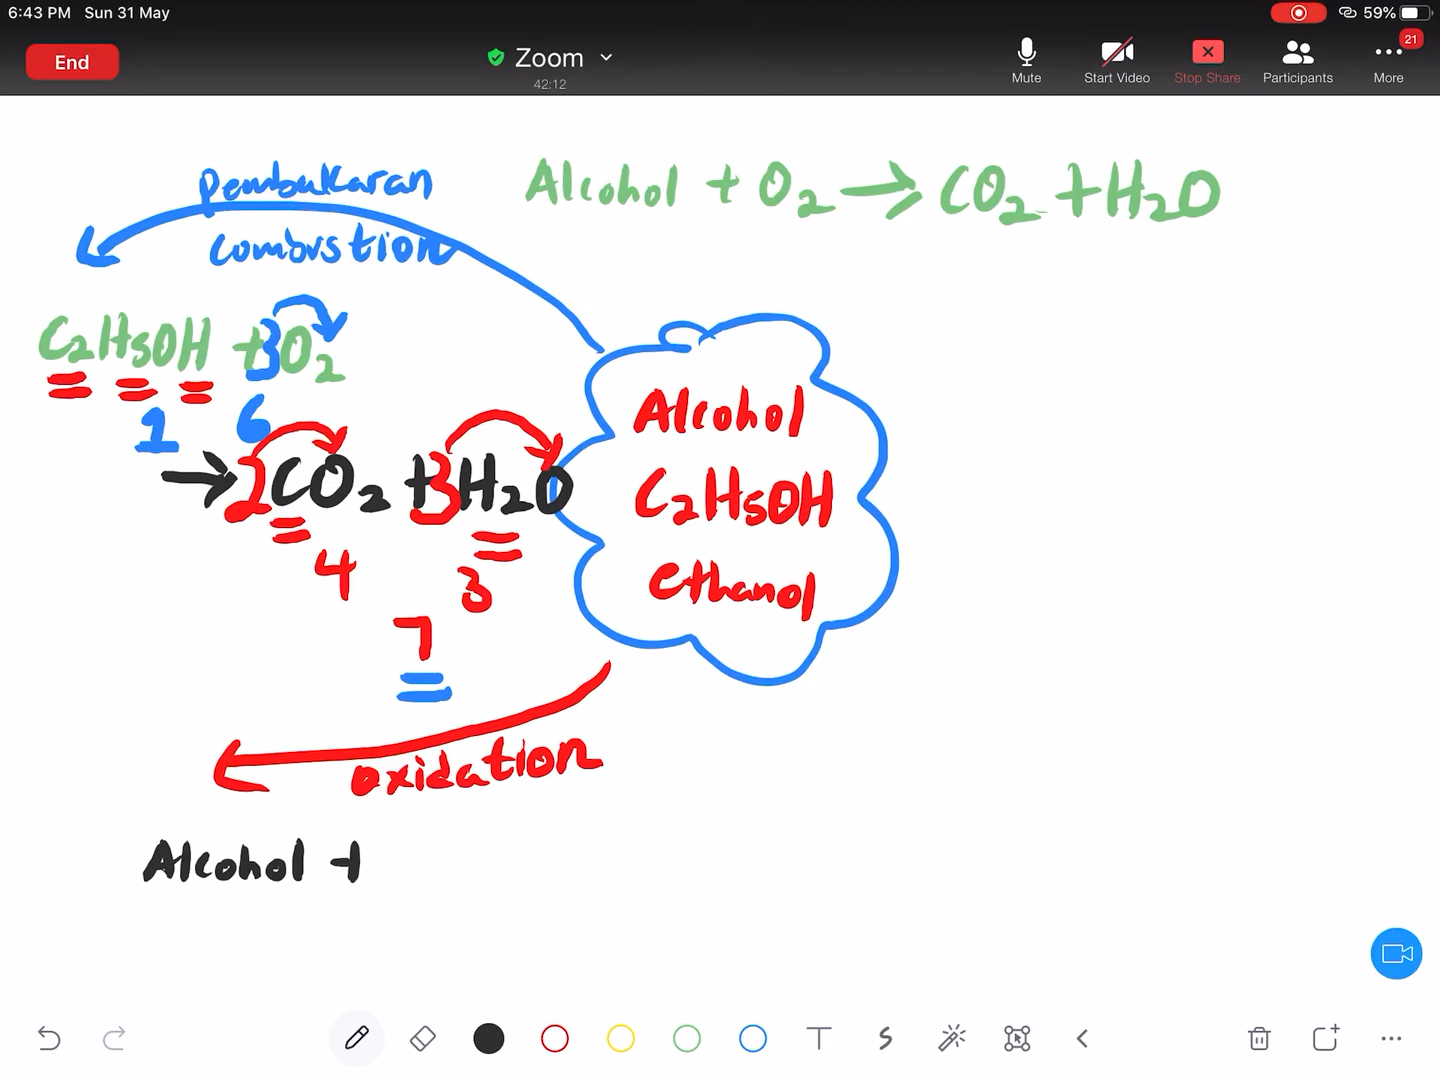 6:43 PM Sun 31 May
59%
End
Zoom
42:12
Mute
Start Video
Stop Share
Participants
21
More
pembukaran
combustion
Alcohol + O2 → CO2 + H2O
C2H5OH + 3O2
1 6
→ 2CO2 + 3H2O
4 3
7
Alcohol
C2H5OH
ethanol
oxidation
Alcohol +
T